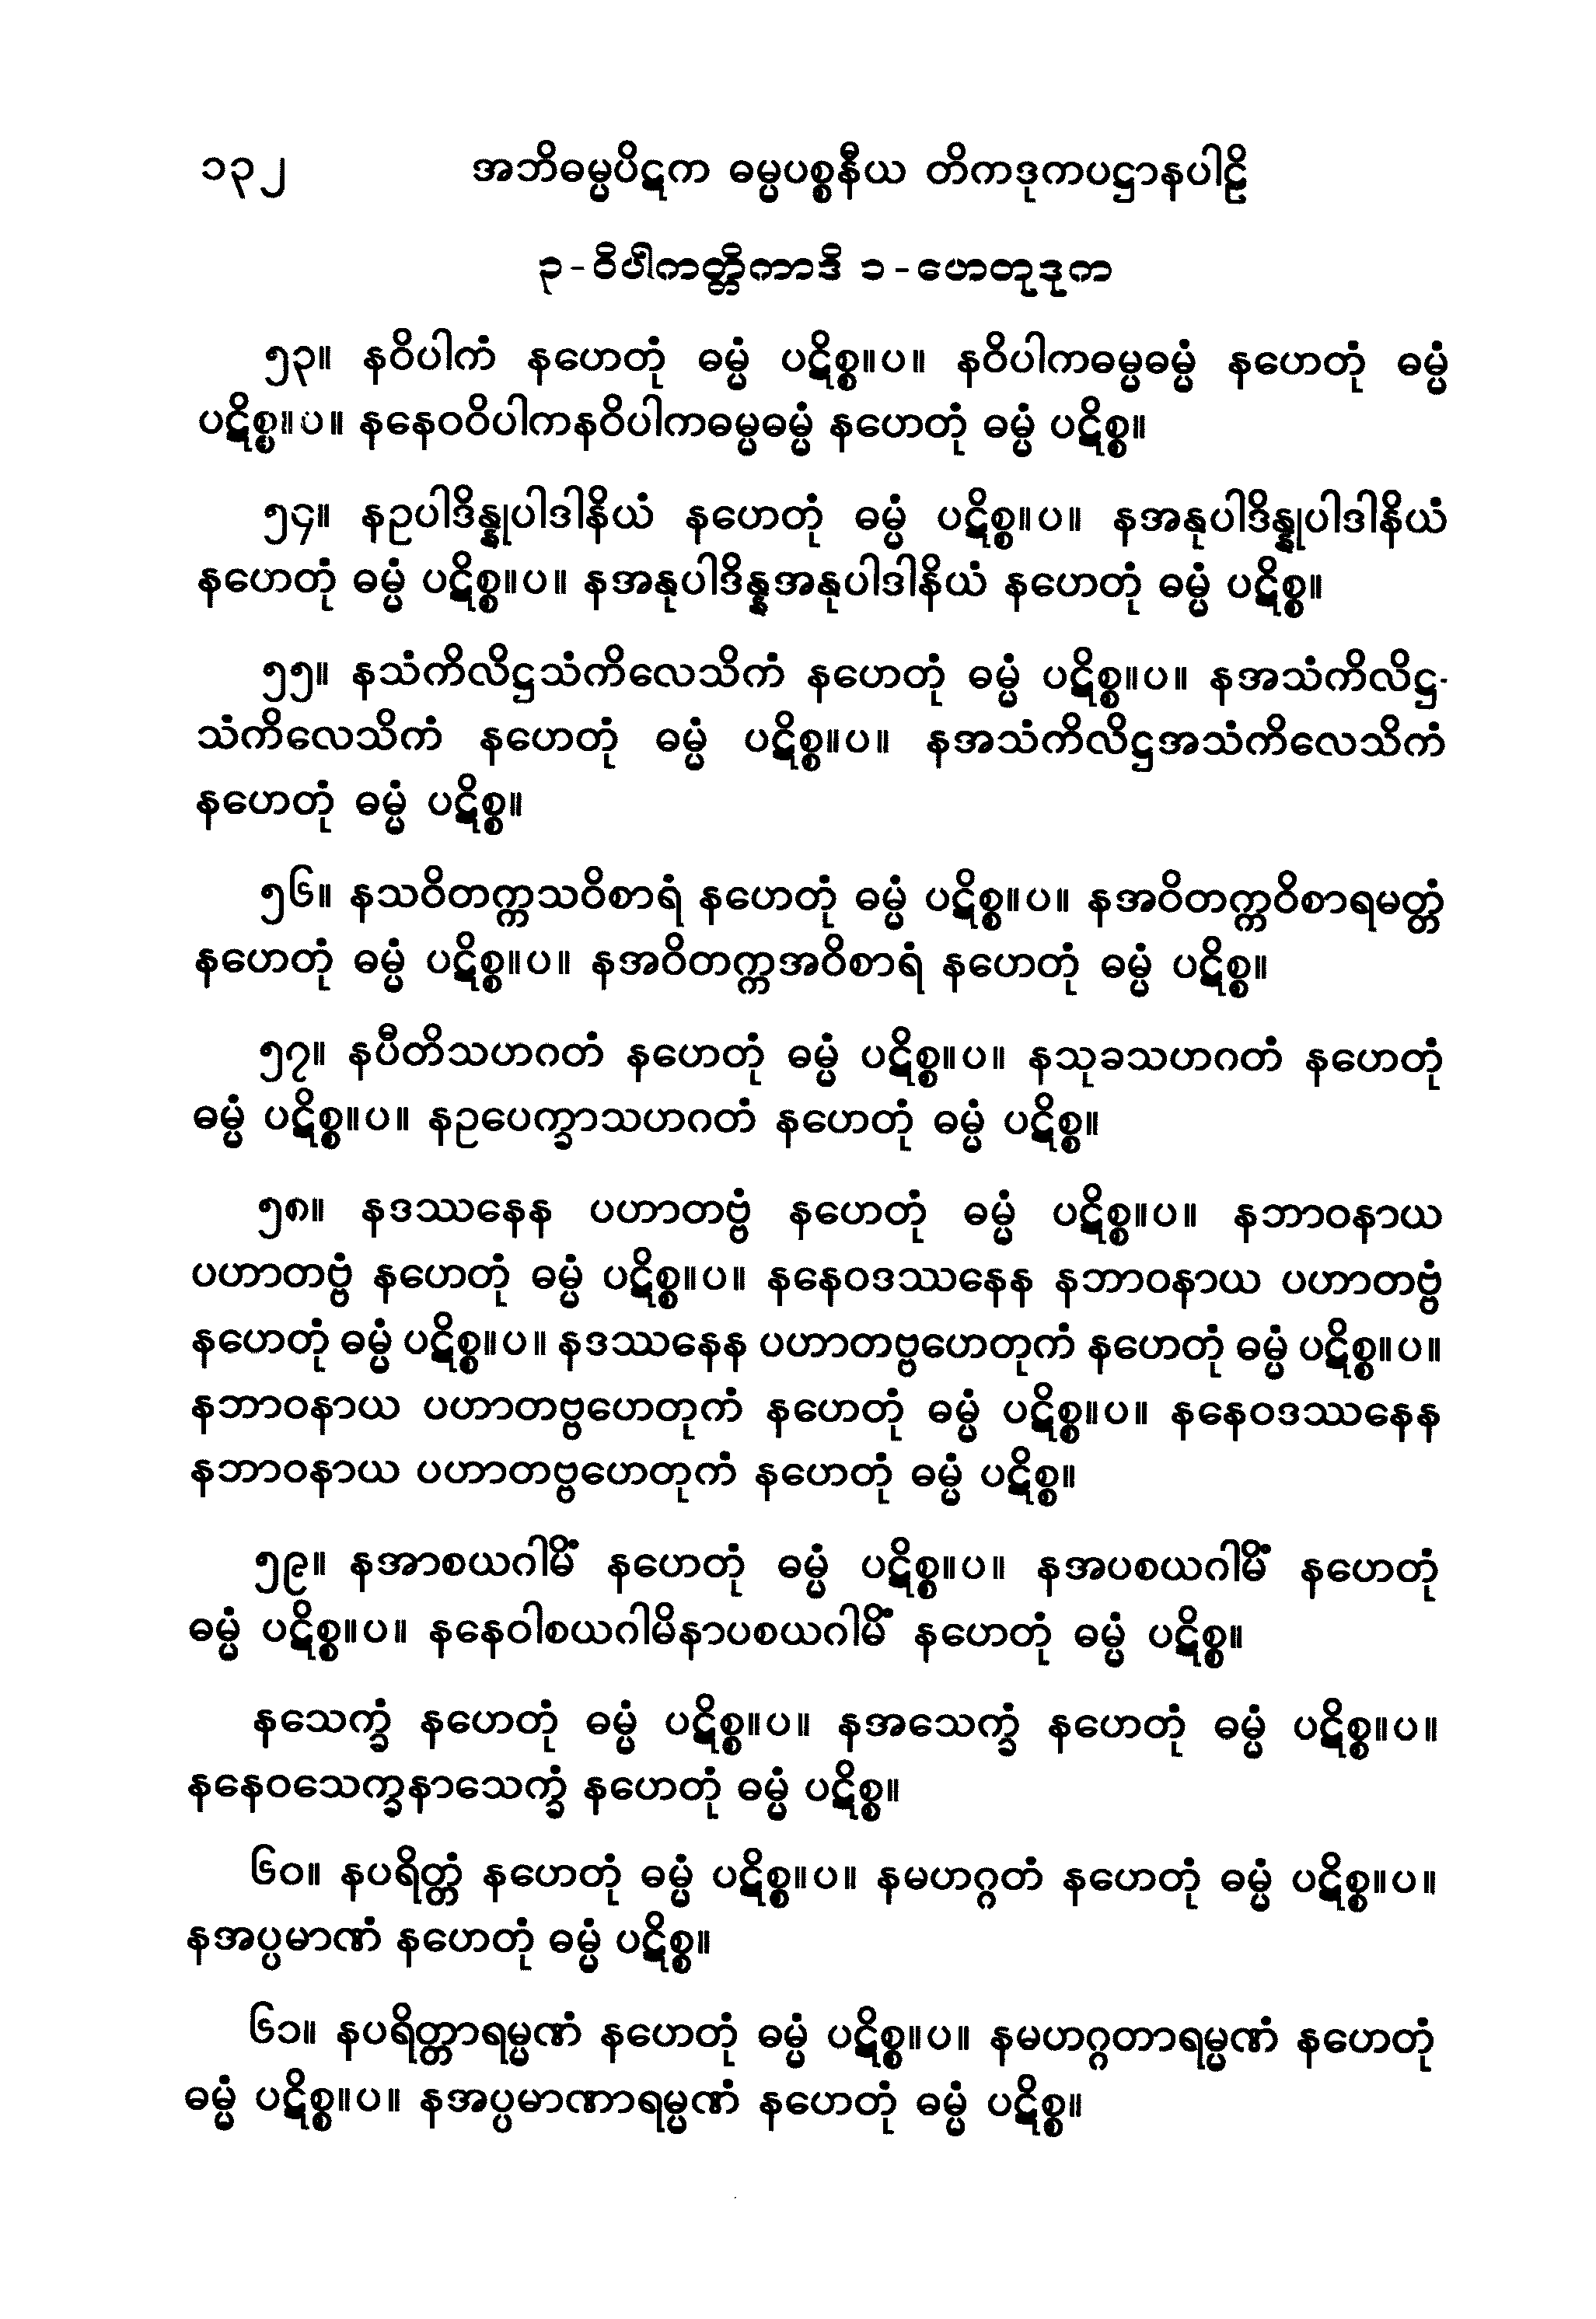 ၁၃၂ အဘိဓမ္မပိဋက ဓမ္မပစ္စနီယ တိကဒုကပဋ္ဌာနပါဠိ
၃-ဝိပါကတ္တိကာဒိ ၁-ဟေတုဒုက
၅၃။ နဝိပါကံ နဟေတုံ ဓမ္မံ ပဋိစ္စ။ပ။ နဝိပါကဓမ္မဓမ္မံ နဟေတုံ ဓမ္မံ
ပဋိစ္စ။ပ။ နနေဝဝိပါကနဝိပါကဓမ္မဓမ္မံ နဟေတုံ ဓမ္မံ ပဋိစ္စ။
၅၄။ နဥပါဒိန္နုပါဒါနိယံ နဟေတုံ ဓမ္မံ ပဋိစ္စ။ပ။ နအနုပါဒိန္နုပါဒါနိယံ
နဟေတုံ ဓမ္မံ ပဋိစ္စ။ပ။ နအနုပါဒိန္နအနုပါဒါနိယံ နဟေတုံ ဓမ္မံ ပဋိစ္စ။
၅၅။ နသံကိလိဋ္ဌသံကိလေသိကံ နဟေတုံ ဓမ္မံ ပဋိစ္စ။ပ။ နအသံကိလိဋ္ဌ-
သံကိလေသိကံ နဟေတုံ ဓမ္မံ ပဋိစ္စ။ပ။ နအသံကိလိဋ္ဌအသံကိလေသိကံ
နဟေတုံ ဓမ္မံ ပဋိစ္စ။
၅၆။ နသဝိတက္ကသဝိစာရံ နဟေတုံ ဓမ္မံ ပဋိစ္စ။ပ။ နအဝိတက္ကဝိစာရမတ္တံ
နဟေတုံ ဓမ္မံ ပဋိစ္စ။ပ။ နအဝိတက္ကအဝိစာရံ နဟေတုံ ဓမ္မံ ပဋိစ္စ။
၅၇။ နပီတိသဟဂတံ နဟေတုံ ဓမ္မံ ပဋိစ္စ။ပ။ နသုခသဟဂတံ နဟေတုံ
ဓမ္မံ ပဋိစ္စ။ပ။ နဥပေက္ခာသဟဂတံ နဟေတုံ ဓမ္မံ ပဋိစ္စ။
၅၈။ နဒဿနေန ပဟာတဗ္ဗံ နဟေတုံ ဓမ္မံ ပဋိစ္စ။ပ။ နဘာဝနာယ
ပဟာတဗ္ဗံ နဟေတုံ ဓမ္မံ ပဋိစ္စ။ပ။ နနေဝဒဿနေန နဘာဝနာယ ပဟာတဗ္ဗံ
နဟေတုံ ဓမ္မံ ပဋိစ္စ။ပ။ နဒဿနေန ပဟာတဗ္ဗဟေတုကံ နဟေတုံ ဓမ္မံ ပဋိစ္စ။ပ။
နဘာဝနာယ ပဟာတဗ္ဗဟေတုကံ နဟေတုံ ဓမ္မံ ပဋိစ္စ။ပ။ နနေဝဒဿနေန
နဘာဝနာယ ပဟာတဗ္ဗဟေတုကံ နဟေတုံ ဓမ္မံ ပဋိစ္စ။
၅၉။ နအာစယဂါမိံ နဟေတုံ ဓမ္မံ ပဋိစ္စ။ပ။ နအပစယဂါမိံ နဟေတုံ
ဓမ္မံ ပဋိစ္စ။ပ။ နနေဝါစယဂါမိနာပစယဂါမိံ နဟေတုံ ဓမ္မံ ပဋိစ္စ။
နသေက္ခံ နဟေတုံ ဓမ္မံ ပဋိစ္စ။ပ။ နအသေက္ခံ နဟေတုံ ဓမ္မံ ပဋိစ္စ။ပ။
နနေဝသေက္ခနာသေက္ခံ နဟေတုံ ဓမ္မံ ပဋိစ္စ။
၆၀။ နပရိတ္တံ နဟေတုံ ဓမ္မံ ပဋိစ္စ။ပ။ နမဟဂ္ဂတံ နဟေတုံ ဓမ္မံ ပဋိစ္စ။ပ။
နအပ္ပမာဏံ နဟေတုံ ဓမ္မံ ပဋိစ္စ။
၆၁။ နပရိတ္တာရမ္မဏံ နဟေတုံ ဓမ္မံ ပဋိစ္စ။ပ။ နမဟဂ္ဂတာရမ္မဏံ နဟေတုံ
ဓမ္မံ ပဋိစ္စ။ပ။ နအပ္ပမာဏာရမ္မဏံ နဟေတုံ ဓမ္မံ ပဋိစ္စ။